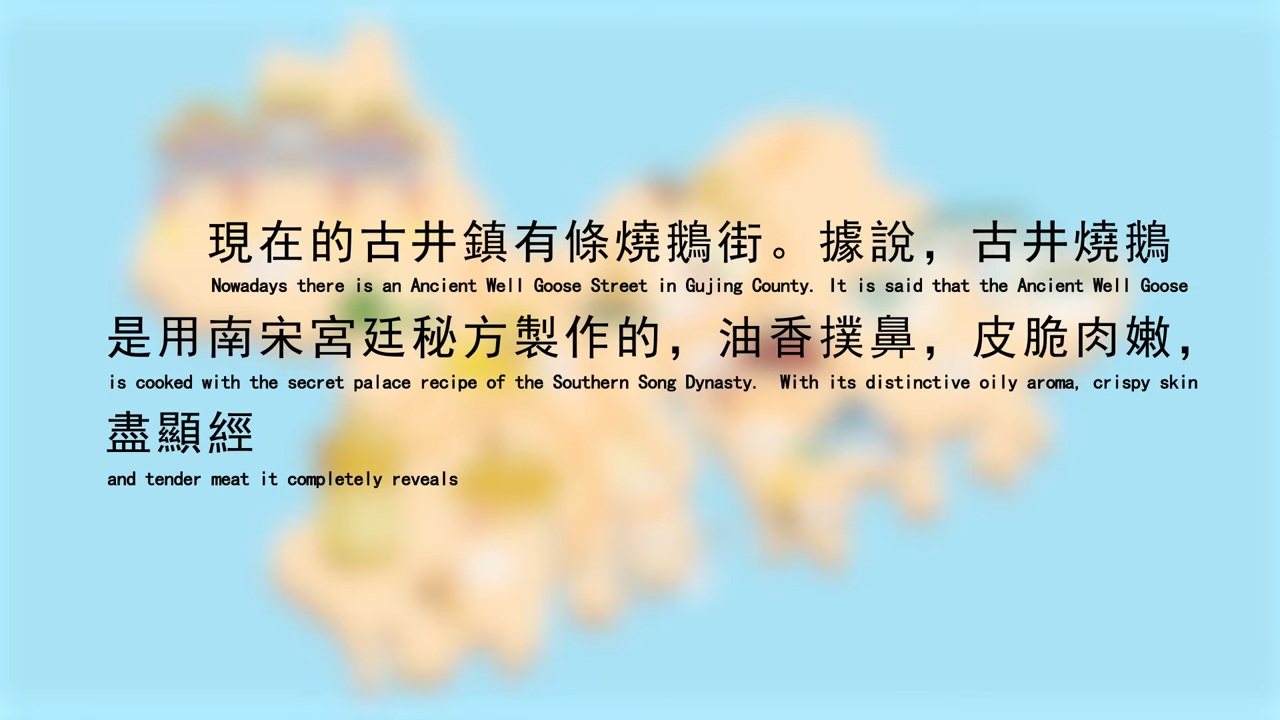 現在的古井鎮有條燒鵝街。據說，古井燒鵝
Nowadays there is an Ancient Well Goose Street in Gujing County. It is said that the Ancient Well Goose
是用南宋宮廷秘方製作的，油香撲鼻，皮脆肉嫩，
is cooked with the secret palace recipe of the Southern Song Dynasty. With its distinctive oily aroma, crispy skin
盡顯經
and tender meat it completely reveals